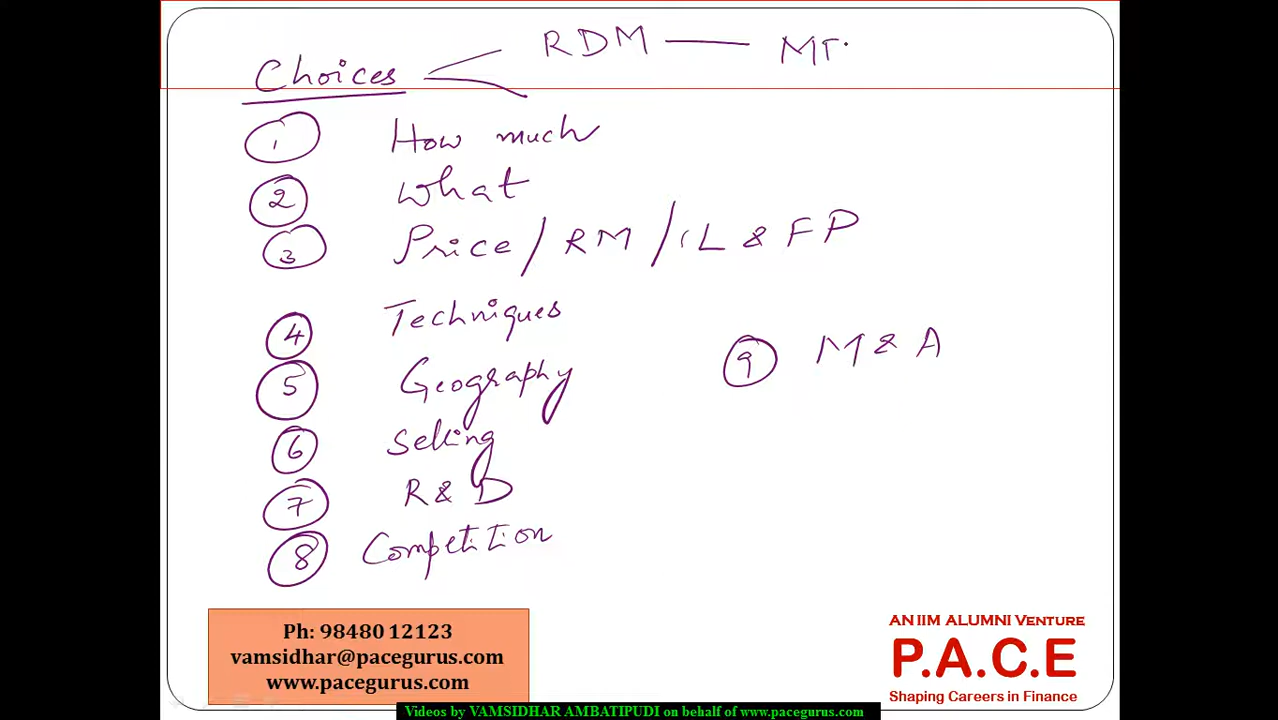 Choices RDM MT
1 How much
2 What
3 Price / RM / L & FP
4 Techniques
5 Geography
6 Selling
7 R & D
8 Competition
9 M & A
Ph: 98480 12123
vamsidhar@pacegurus.com
www.pacegurus.com
AN IIM ALUMNI VENTURE
P.A.C.E
Shaping Careers in Finance
Videos by VAMSIDHAR AMBATIPUDI on behalf of www.pacegurus.com